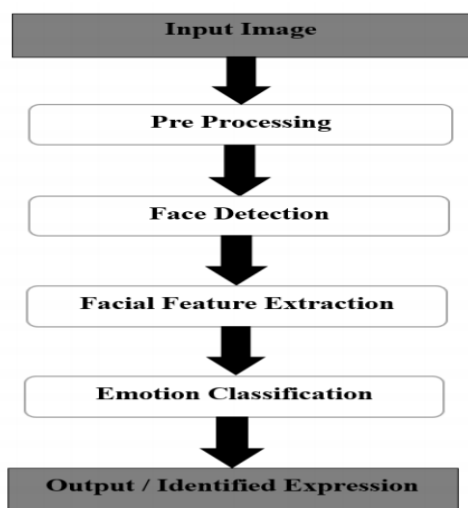 Input Image
Pre Processing
Face Detection
Facial Feature Extraction
Emotion Classification
Output / Identified Expression